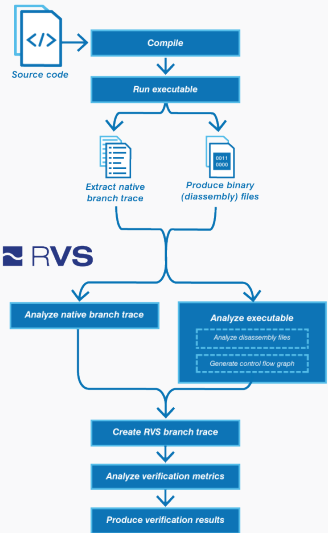 </>
Source code
Compile
Run executable
Extract native
branch trace
0011
0000
Produce binary
(diassembly) files
RVS
Analyze native branch trace
Analyze executable
Analyze disassembly files
Generate control flow graph
Create RVS branch trace
Analyze verification metrics
Produce verification results